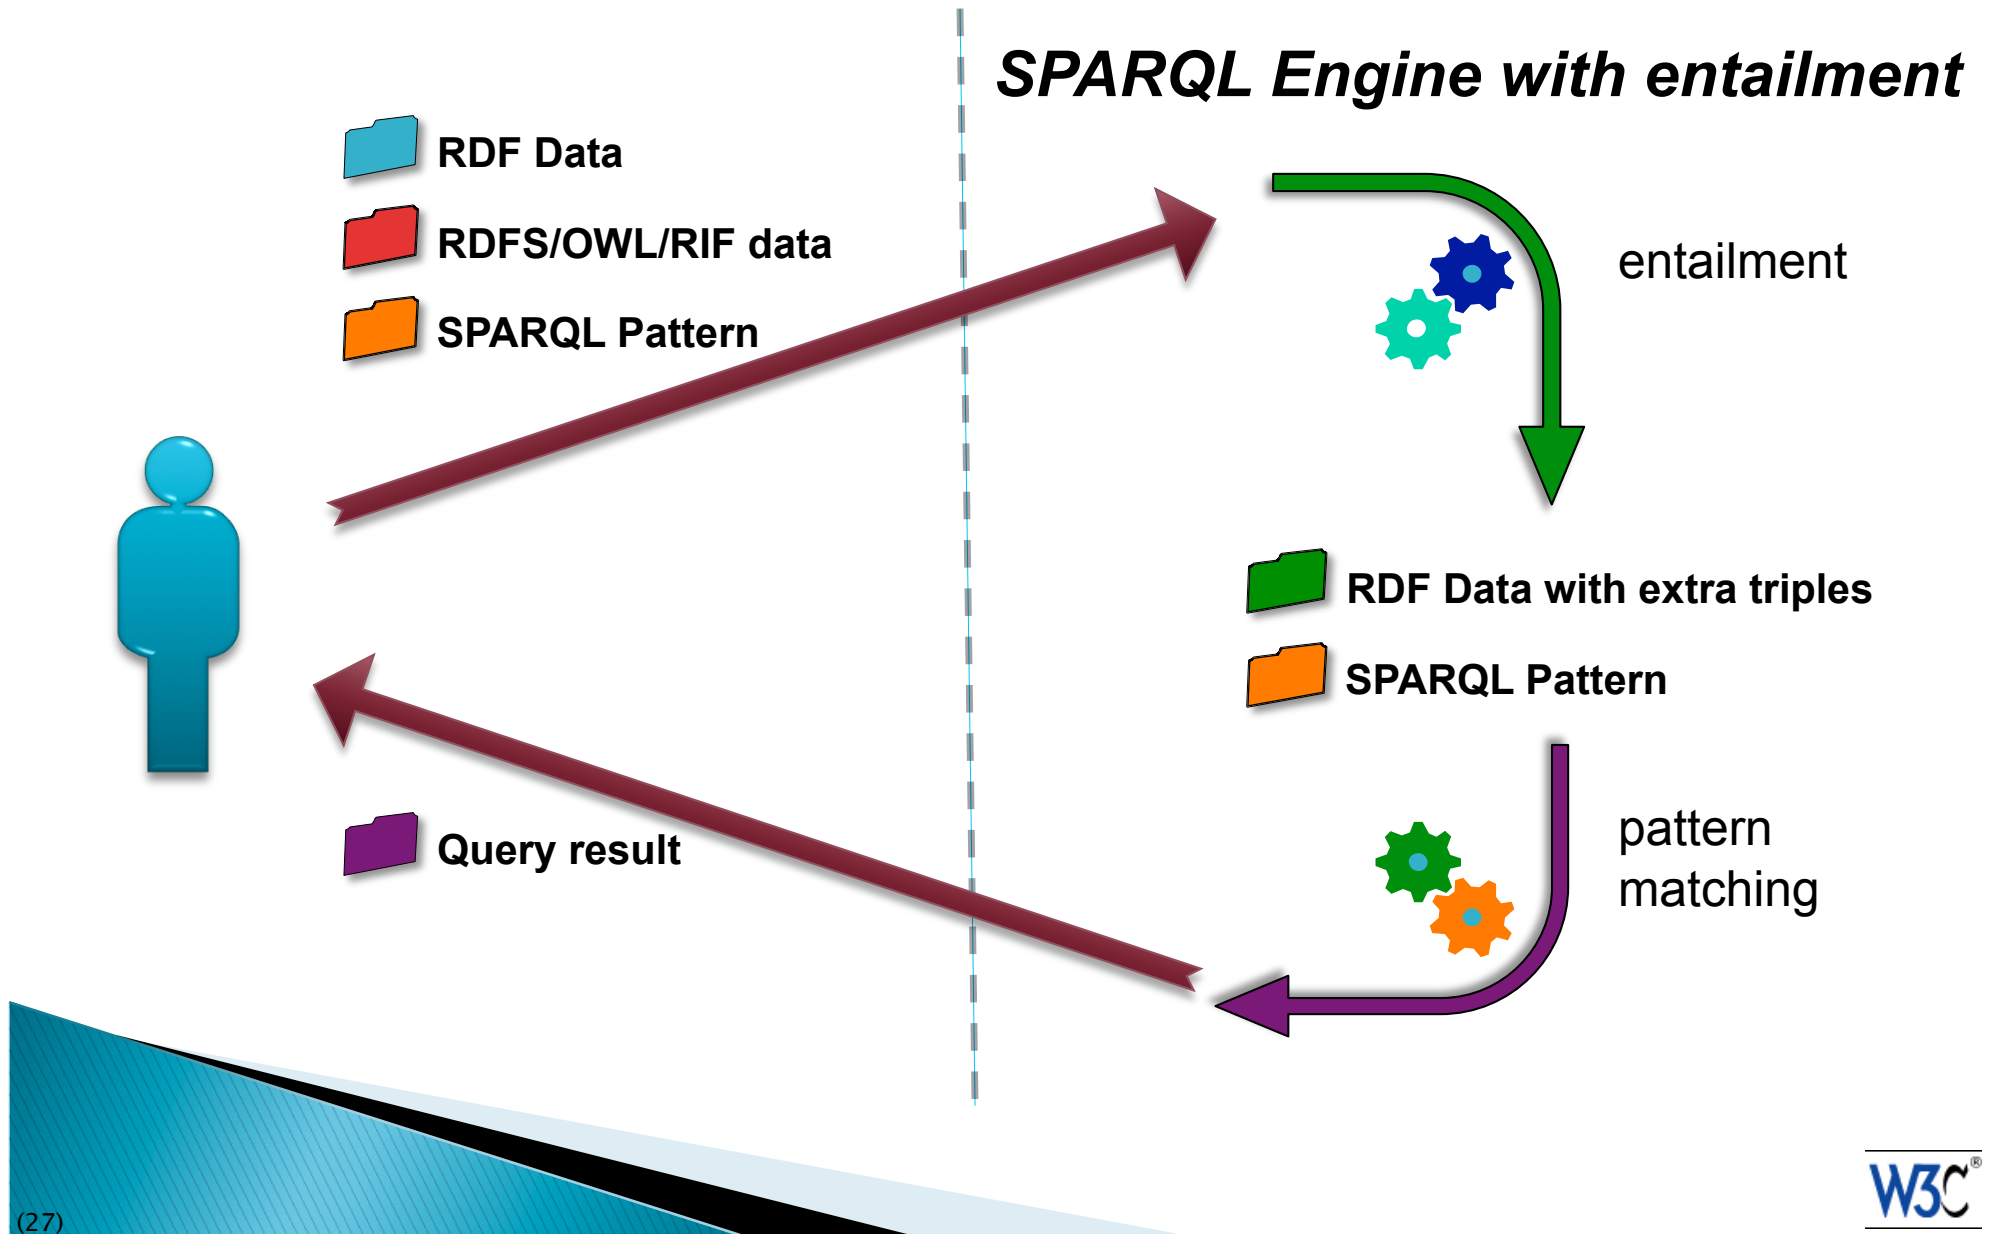 SPARQL Engine with entailment
RDF Data
RDFS/OWL/RIF data
SPARQL Pattern
entailment
RDF Data with extra triples
SPARQL Pattern
pattern
matching
Query result
(27)
W3C®